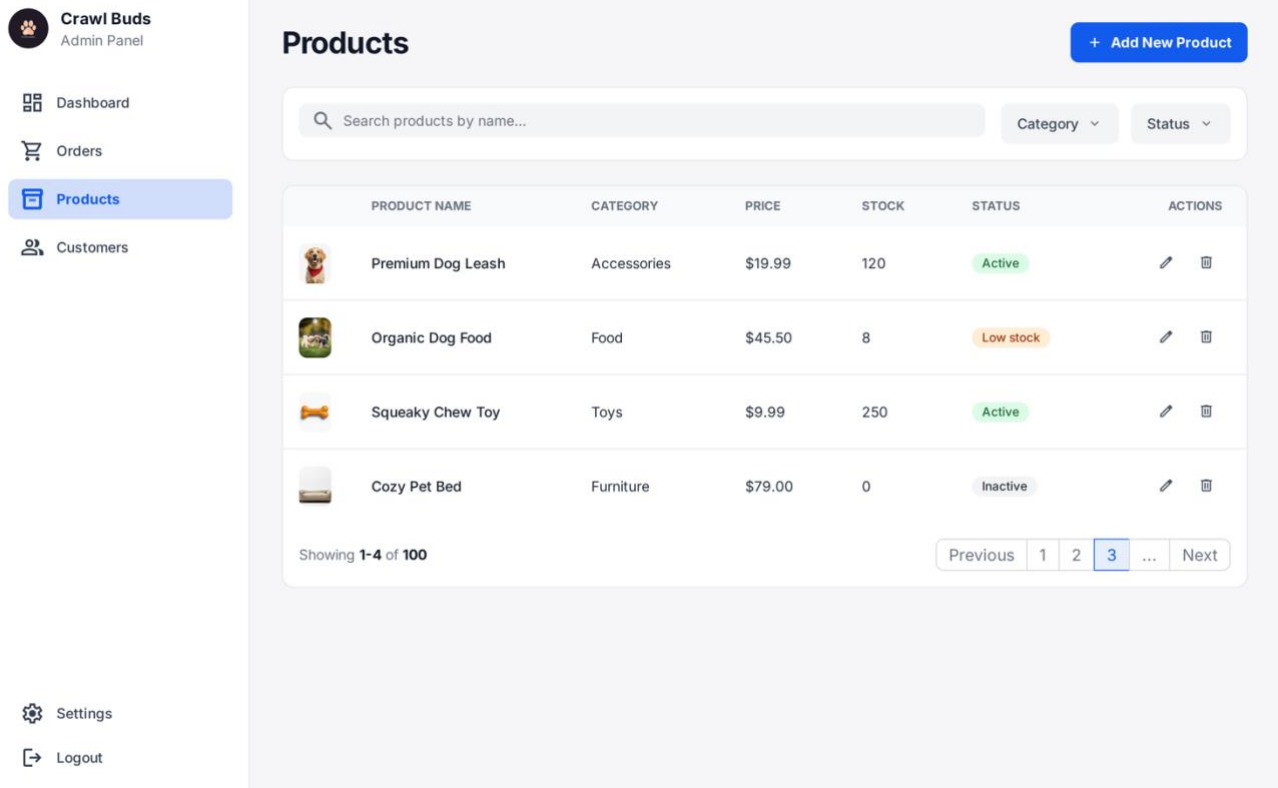 Crawl Buds
Admin Panel
Dashboard
Orders
Products
Customers
Settings
Logout
Products
+ Add New Product
Search products by name...
Category
Status
PRODUCT NAME CATEGORY PRICE STOCK STATUS ACTIONS
Premium Dog Leash Accessories $19.99 120 Active
Organic Dog Food Food $45.50 8 Low stock
Squeaky Chew Toy Toys $9.99 250 Active
Cozy Pet Bed Furniture $79.00 0 Inactive
Showing 1-4 of 100
Previous 1 2 3 ... Next